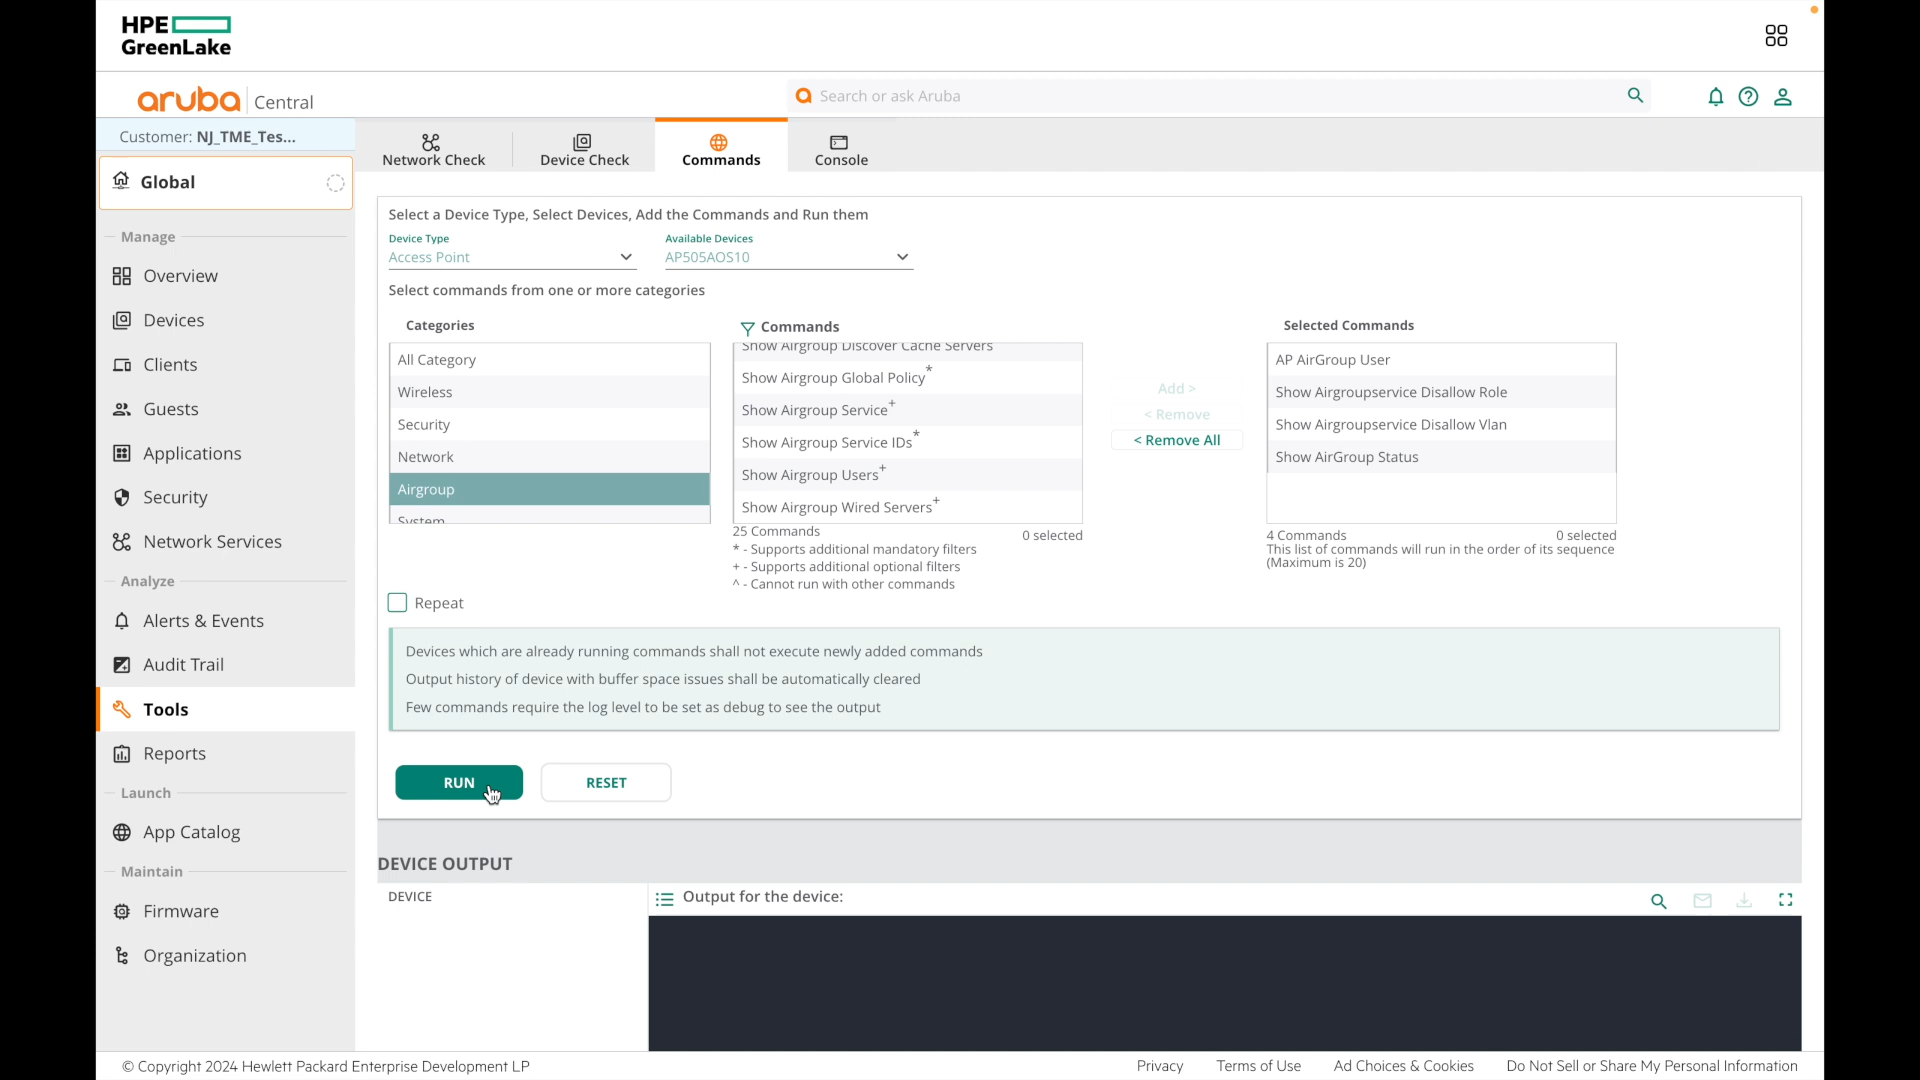 HPE
GreenLake
aruba Central
Search or ask Aruba
Customer: NJ_TME_Tes...
Global
Manage
Overview
Devices
Clients
Guests
Applications
Security
Network Services
Analyze
Alerts & Events
Audit Trail
Tools
Reports
Launch
App Catalog
Maintain
Firmware
Organization
Network Check
Device Check
Commands
Console
Select a Device Type, Select Devices, Add the Commands and Run them
Device Type
Access Point
Available Devices
AP505AOS10
Select commands from one or more categories
Categories
All Category
Wireless
Security
Network
Airgroup
System
Commands
Show Airgroup Discover Cache Servers
Show Airgroup Global Policy*
Show Airgroup Service+
Show Airgroup Service IDs*
Show Airgroup Users+
Show Airgroup Wired Servers+
25 Commands
0 selected
* - Supports additional mandatory filters
+ - Supports additional optional filters
^ - Cannot run with other commands
Add >
< Remove
< Remove All
Selected Commands
AP AirGroup User
Show Airgroupservice Disallow Role
Show Airgroupservice Disallow Vlan
Show AirGroup Status
4 Commands
0 selected
This list of commands will run in the order of its sequence
(Maximum is 20)
Repeat
Devices which are already running commands shall not execute newly added commands
Output history of device with buffer space issues shall be automatically cleared
Few commands require the log level to be set as debug to see the output
RUN
RESET
DEVICE OUTPUT
DEVICE
Output for the device:
© Copyright 2024 Hewlett Packard Enterprise Development LP
Privacy
Terms of Use
Ad Choices & Cookies
Do Not Sell or Share My Personal Information